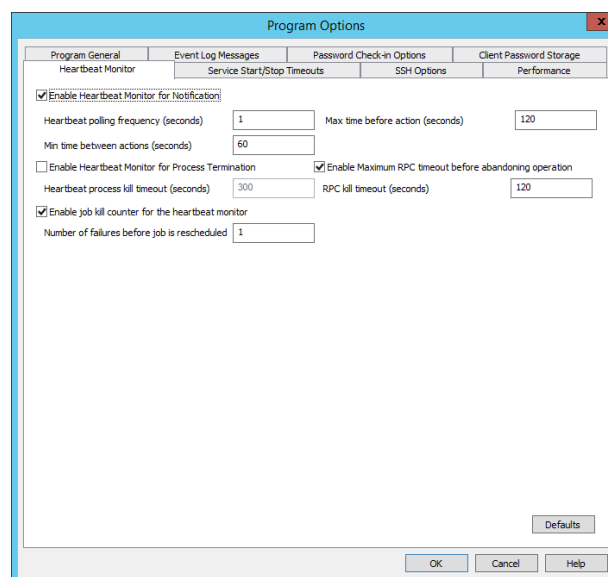 Program Options
x
Program General Event Log Messages Password Check-in Options Client Password Storage
Heartbeat Monitor Service Start/Stop Timeouts SSH Options Performance
Enable Heartbeat Monitor for Notification
Heartbeat polling frequency (seconds) 1 Max time before action (seconds) 120
Min time between actions (seconds) 60
Enable Heartbeat Monitor for Process Termination Enable Maximum RPC timeout before abandoning operation
Heartbeat process kill timeout (seconds) 300 RPC kill timeout (seconds) 120
Enable job kill counter for the heartbeat monitor
Number of failures before job is rescheduled 1
Defaults
OK Cancel Help